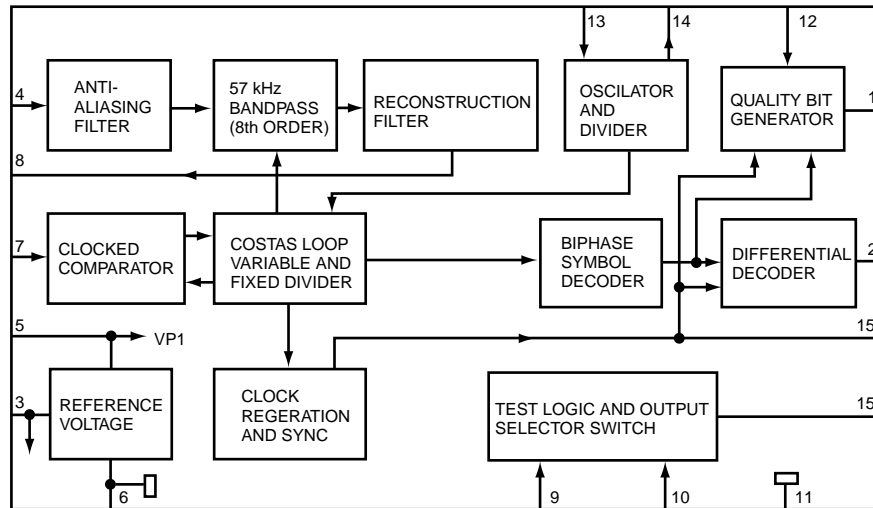 13
14
12
4
ANTI-
ALIASING
FILTER
57 kHz
BANDPASS
(8th ORDER)
RECONSTRUCTION
FILTER
OSCILATOR
AND
DIVIDER
QUALITY BIT
GENERATOR
1
8
7
CLOCKED
COMPARATOR
COSTAS LOOP
VARIABLE AND
FIXED DIVIDER
BIPHASE
SYMBOL
DECODER
DIFFERENTIAL
DECODER
2
5
VP1
15
3
REFERENCE
VOLTAGE
CLOCK
REGERATION
AND SYNC
TEST LOGIC AND OUTPUT
SELECTOR SWITCH
15
6
9
10
11